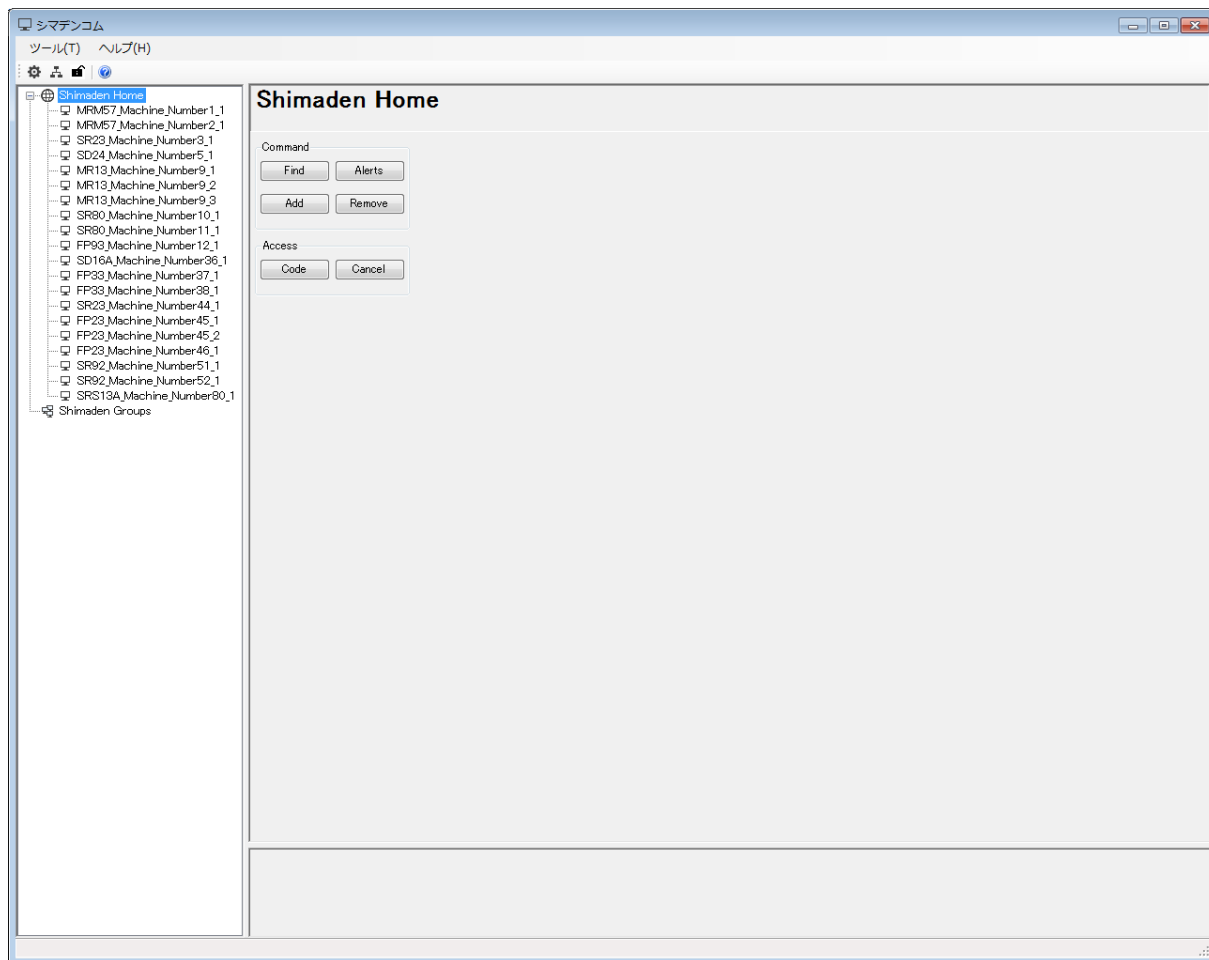 シマデンコム
ツール(T) ヘルプ(H)
Shimaden Home
MRM57_Machine_Number1_1
MRM57_Machine_Number2_1
SR23_Machine_Number3_1
SD24_Machine_Number5_1
MR13_Machine_Number9_1
MR13_Machine_Number9_2
MR13_Machine_Number9_3
SR80_Machine_Number10_1
SR80_Machine_Number11_1
FP93_Machine_Number12_1
SD16A_Machine_Number36_1
FP33_Machine_Number37_1
FP33_Machine_Number38_1
SR23_Machine_Number44_1
FP23_Machine_Number45_1
FP23_Machine_Number45_2
FP23_Machine_Number46_1
SR92_Machine_Number51_1
SR92_Machine_Number52_1
SRS13A_Machine_Number80_1
Shimaden Groups
Shimaden Home
Command
Find Alerts
Add Remove
Access
Code Cancel